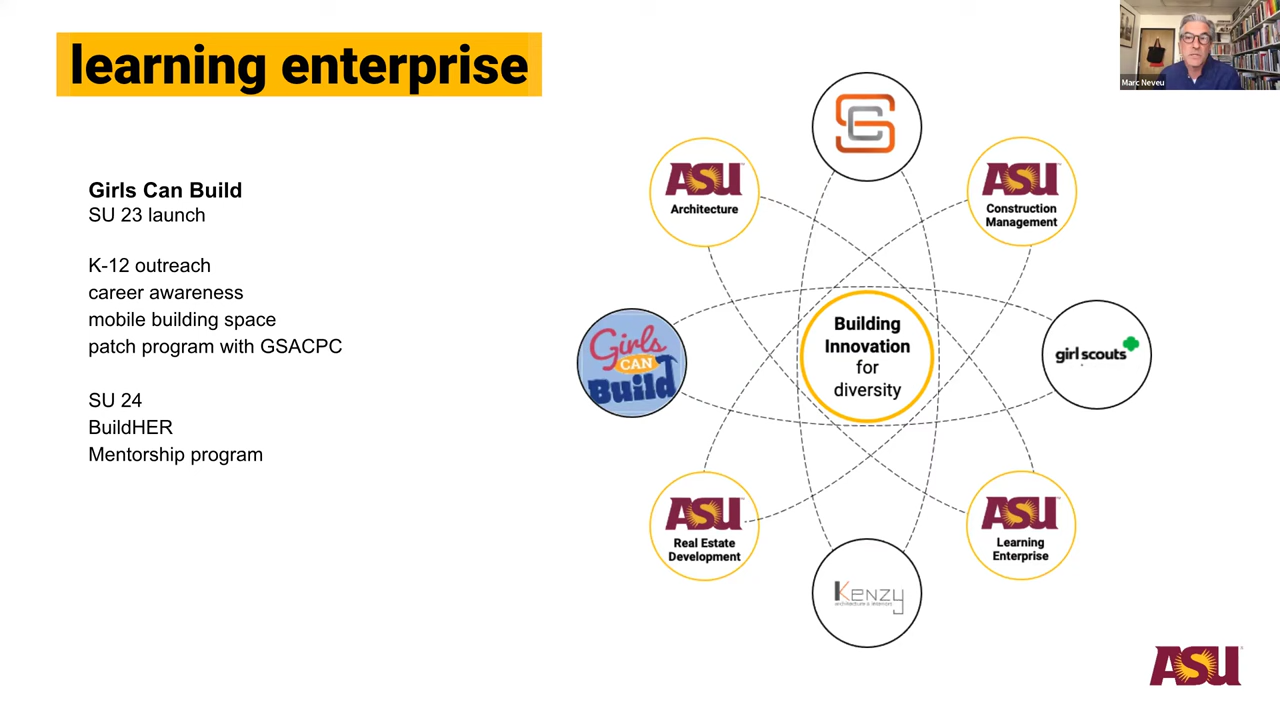 learning enterprise
Marc Neveu
Girls Can Build
SU 23 launch
K-12 outreach
career awareness
mobile building space
patch program with GSACPC
SU 24
BuildHER
Mentorship program
ASU
Architecture
ASU
Construction
Management
Girls
CAN
Build
Building
Innovation
for
diversity
girl scouts
ASU
Real Estate
Development
ASU
Learning
Enterprise
Kenzy
architecture & interiors
ASU